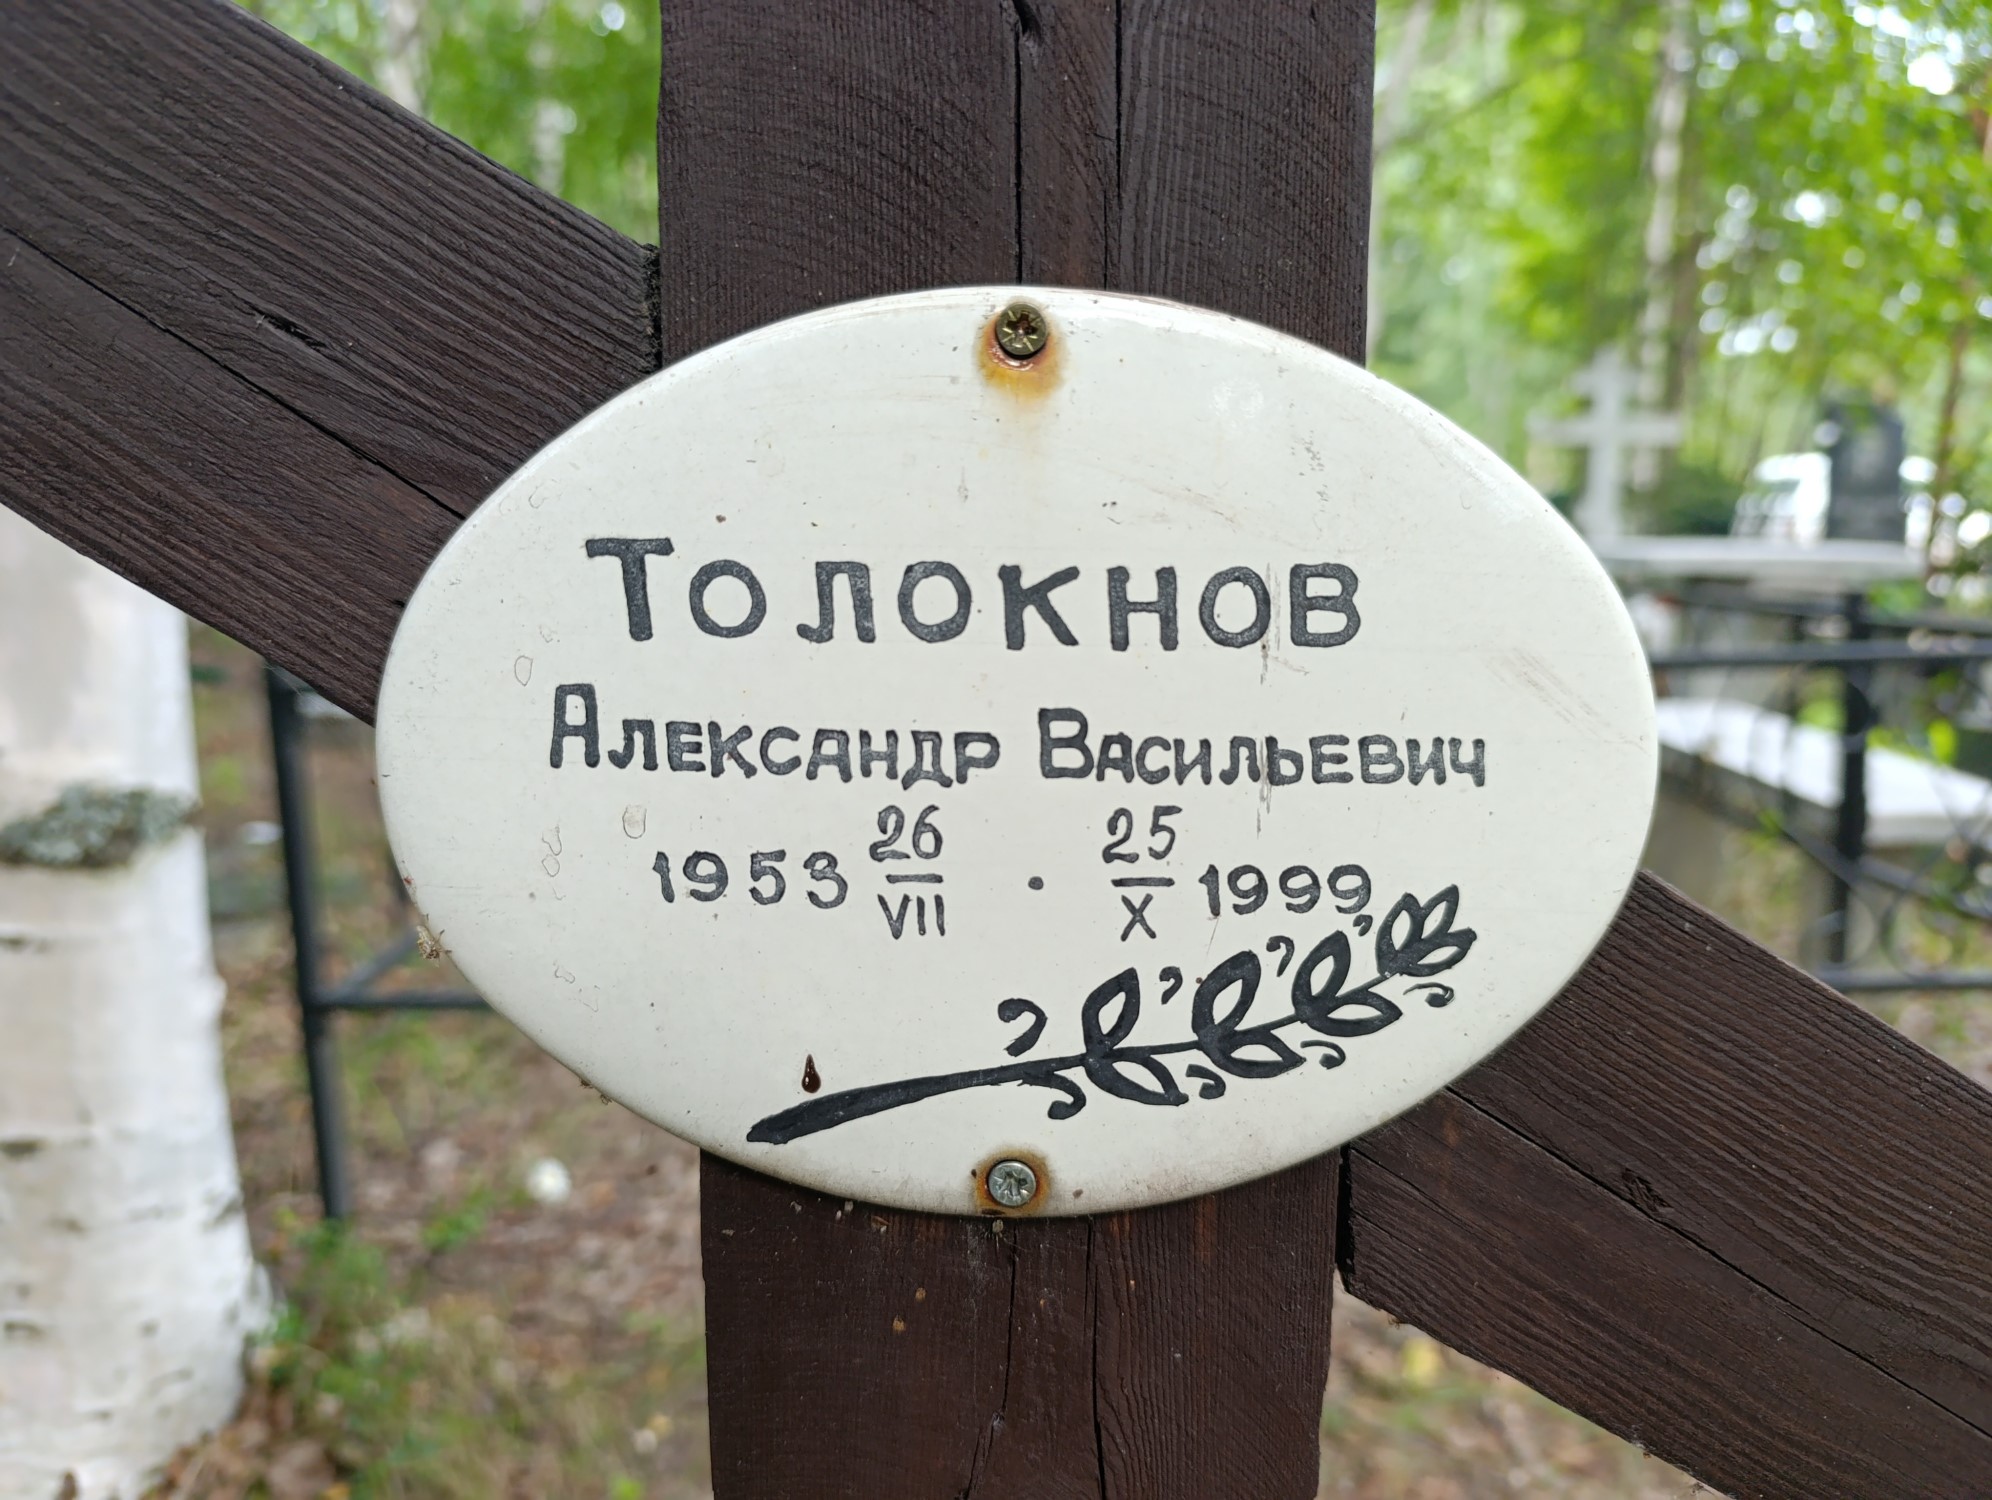 Толокнов
Александр Васильевич
1953 26/VII · 25/X 1999